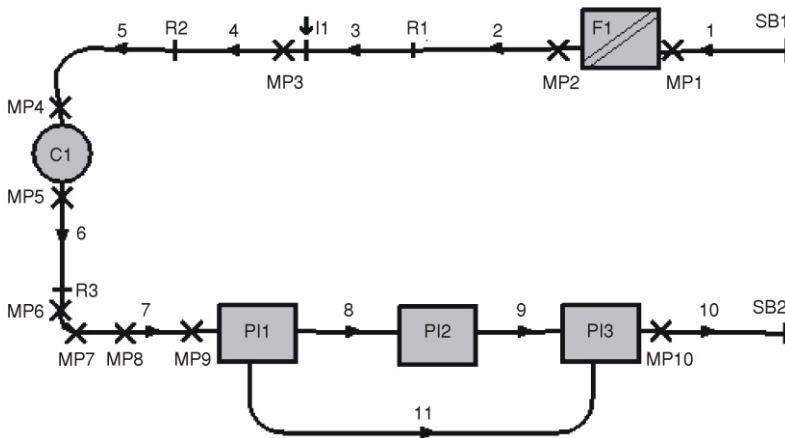 5 R2 4 I1 3 R1 2 F1 1 SB1
MP3 MP2 MP1
MP4
C1
MP5
6
R3
MP6 7 8 9 10 SB2
PI1 PI2 PI3
MP7 MP8 MP9 MP10
11